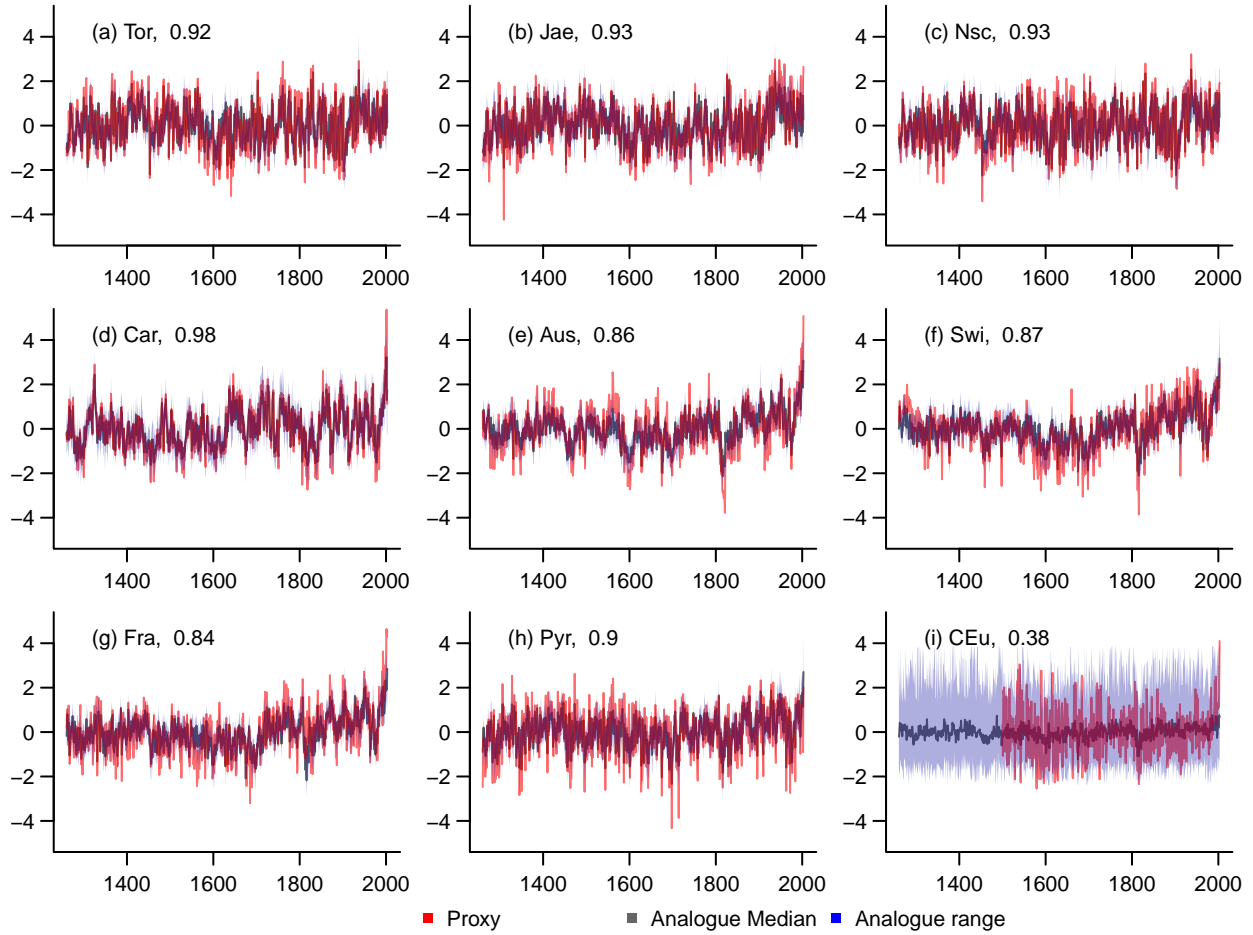 (a) Tor, 0.92
(b) Jae, 0.93
(c) Nsc, 0.93
4
2
0
−2
−4
1400 1600 1800 2000
4
2
0
−2
−4
1400 1600 1800 2000
4
2
0
−2
−4
1400 1600 1800 2000
(d) Car, 0.98
(e) Aus, 0.86
(f) Swi, 0.87
4
2
0
−2
−4
1400 1600 1800 2000
4
2
0
−2
−4
1400 1600 1800 2000
4
2
0
−2
−4
1400 1600 1800 2000
(g) Fra, 0.84
(h) Pyr, 0.9
(i) CEu, 0.38
4
2
0
−2
−4
1400 1600 1800 2000
4
2
0
−2
−4
1400 1600 1800 2000
4
2
0
−2
−4
1400 1600 1800 2000
Proxy Analogue Median Analogue range